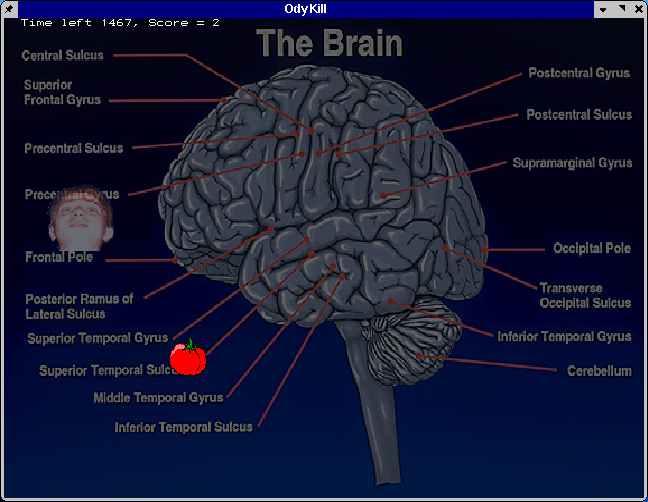 OdyKill
Time left 1467, Score = 2
The Brain
Central Sulcus
Superior
Frontal Gyrus
Precentral Sulcus
Precentral Gyrus
Frontal Pole
Posterior Ramus of
Lateral Sulcus
Superior Temporal Gyrus
Superior Temporal Sulcus
Middle Temporal Gyrus
Inferior Temporal Sulcus
Postcentral Gyrus
Postcentral Sulcus
Supramarginal Gyrus
Occipital Pole
Transverse
Occipital Sulcus
Inferior Temporal Gyrus
Cerebellum